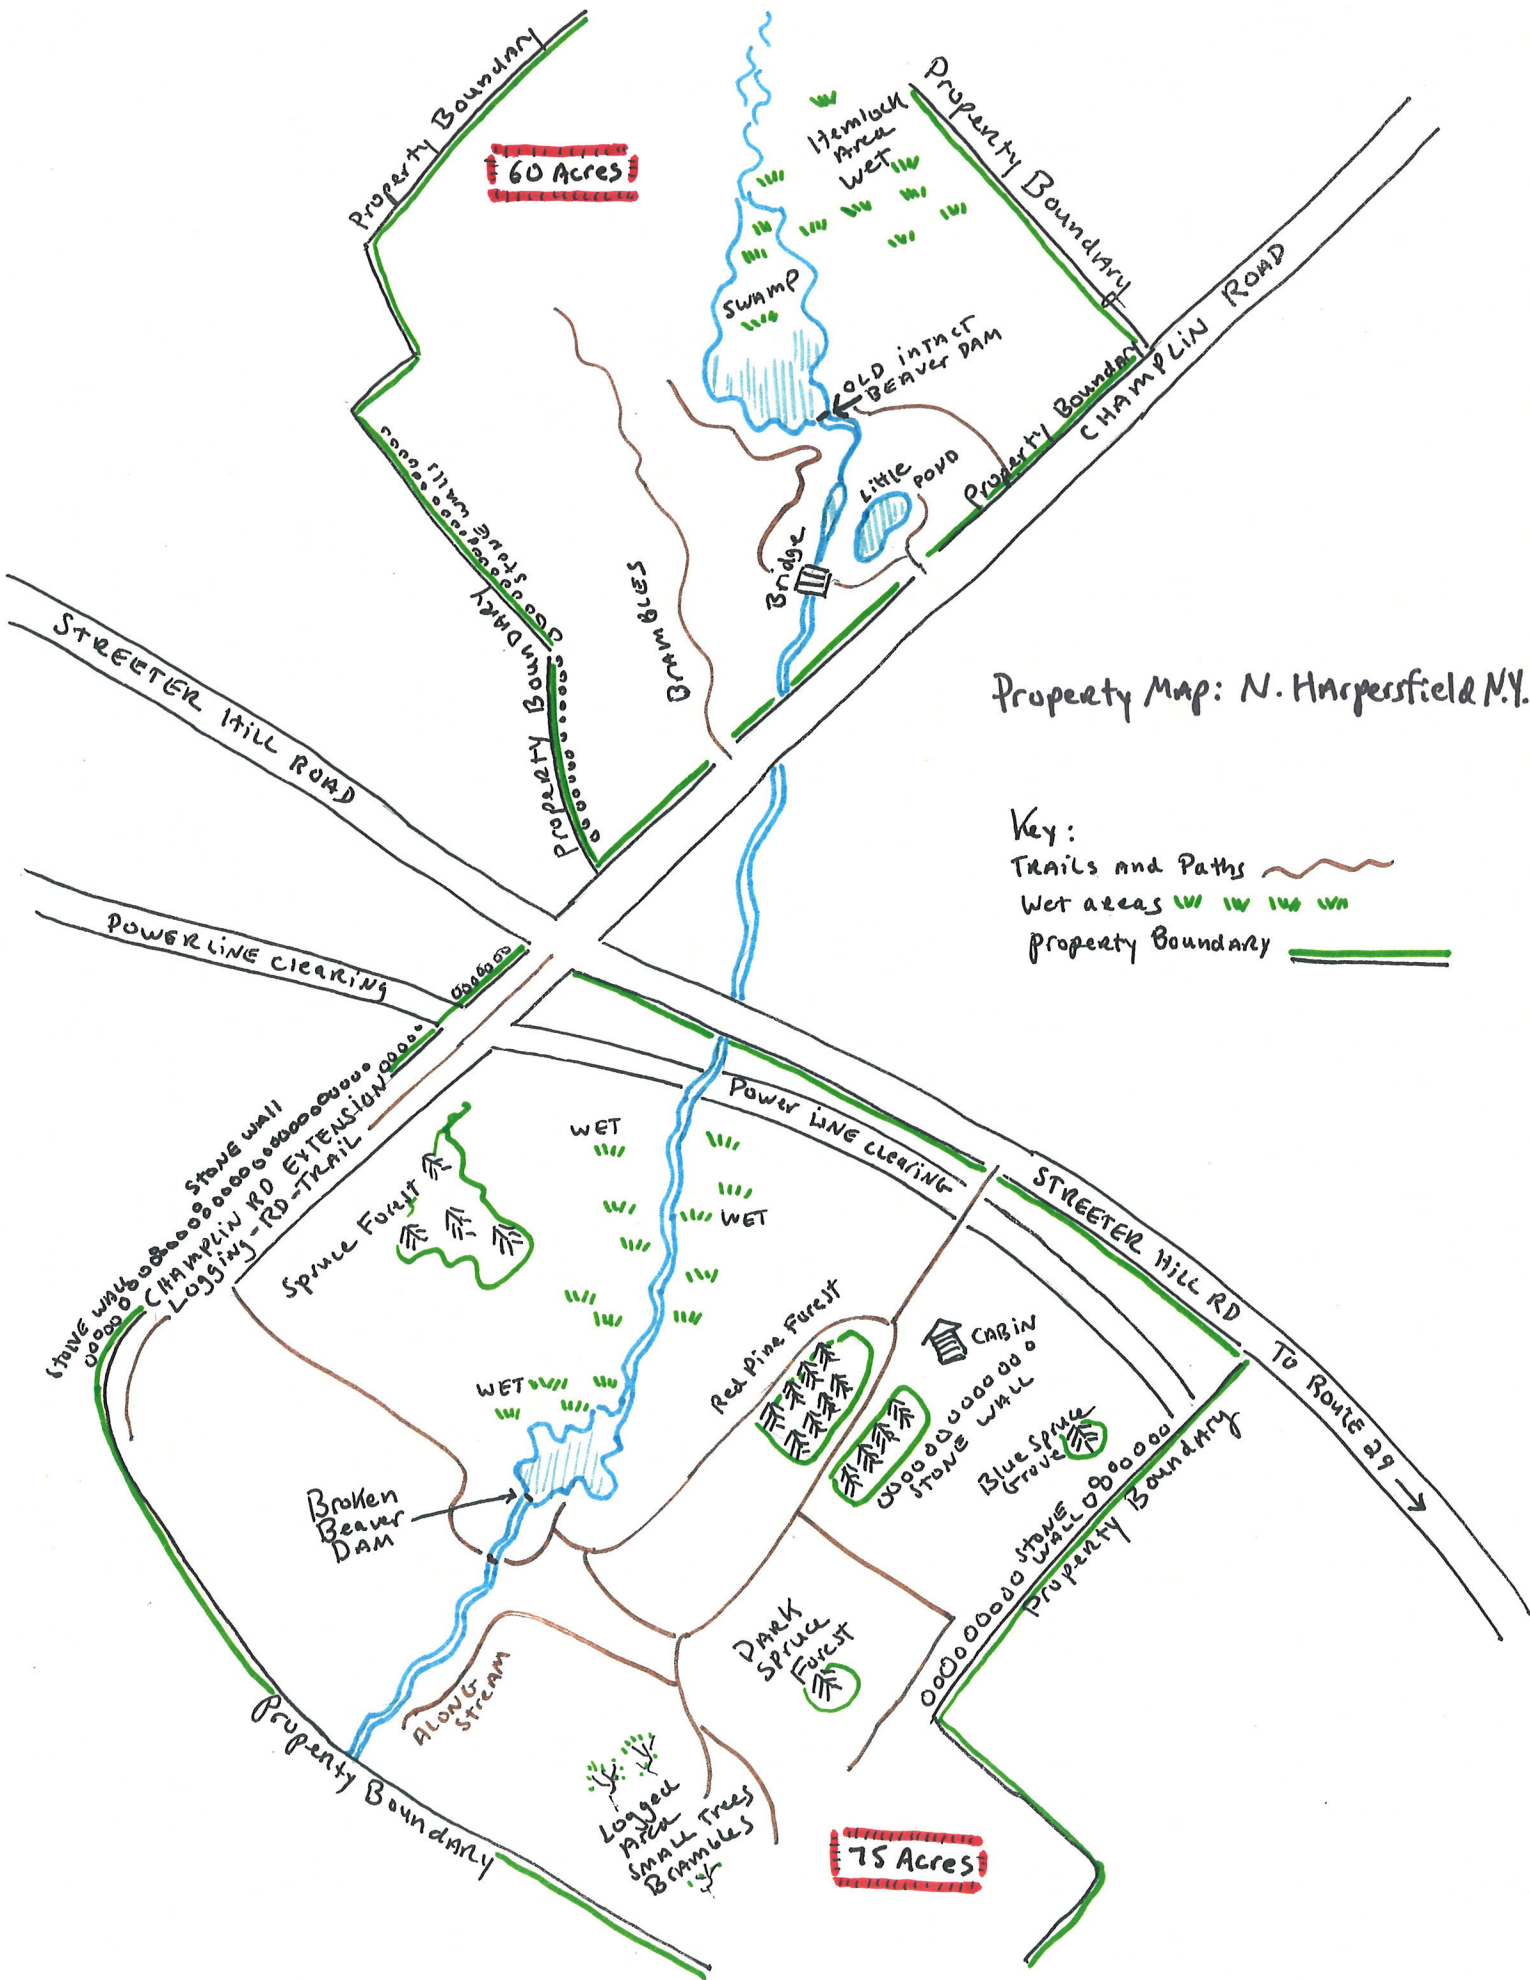 Property Boundary
60 Acres
Hemlock
Area
Wet
Property Boundary
SWAMP
OLD INTACT
BEAVER DAM
Property Boundary
CHAMPLIN ROAD
Little
POND
Bridge
STONE WALL
Property BounDARY
BRAMBLES
STREETER Hill ROAD
Property Map: N. Harpersfield N.Y.
Key:
TRAILS and Paths
Wet areas
property Boundary
POWERLINE Clearing
STONE WALL
CHAMPLIN RD EXTENSION
Logging-RD-TRAIL
STONE WALL
Power LINE Clearing
WET
WET
Spruce Forest
STREETER HILL RD TO ROUTE 29
Red Pine Forest
CABIN
STONE WALL
WET
Blue Spruce
Grove
Broken
Beaver
DAM
STONE
WALL
Property Boundary
DARK
SPRUCE
Forest
ALONG
Stream
Property Boundary
Logged
Area
SMALL Trees
Brambles
75 Acres